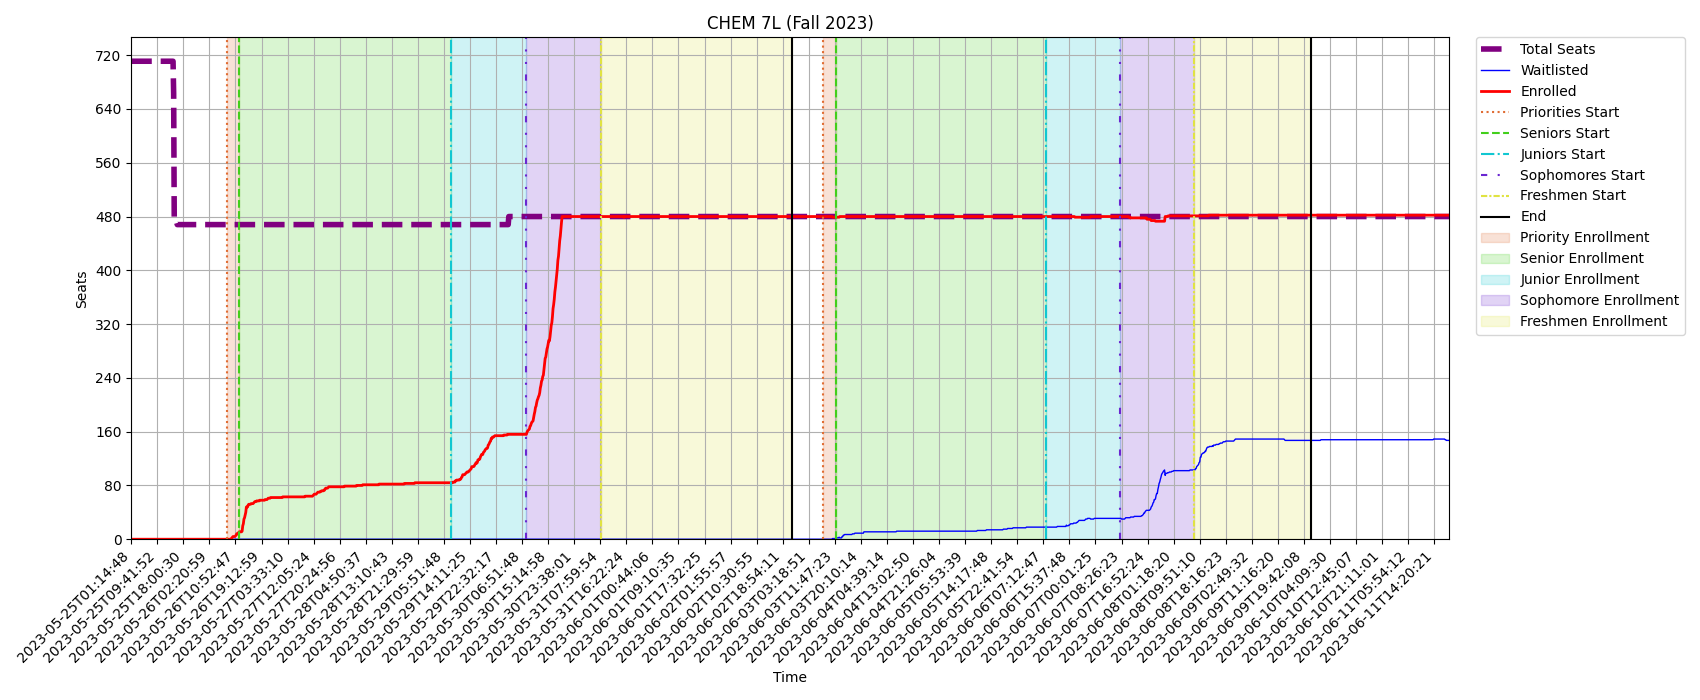 CHEM 7L (Fall 2023)
Seats
720
640
560
480
400
320
240
160
80
0
2023-05-25T01:14:48
2023-05-25T09:41:52
2023-05-25T18:00:30
2023-05-26T02:20:59
2023-05-26T10:52:47
2023-05-26T19:12:59
2023-05-27T03:33:10
2023-05-27T12:05:24
2023-05-27T20:24:56
2023-05-28T04:50:37
2023-05-28T13:10:43
2023-05-28T21:29:59
2023-05-29T05:51:48
2023-05-29T14:11:25
2023-05-29T22:32:17
2023-05-30T06:51:48
2023-05-30T15:14:58
2023-05-30T23:38:01
2023-05-31T07:59:54
2023-05-31T16:22:24
2023-06-01T00:44:06
2023-06-01T09:10:35
2023-06-01T17:32:25
2023-06-02T01:55:57
2023-06-02T10:30:55
2023-06-02T18:54:11
2023-06-03T03:18:51
2023-06-03T11:47:23
2023-06-03T20:10:14
2023-06-04T04:39:14
2023-06-04T13:02:50
2023-06-04T21:26:04
2023-06-05T05:53:39
2023-06-05T14:17:48
2023-06-05T22:41:54
2023-06-06T07:12:47
2023-06-06T15:37:48
2023-06-07T00:01:25
2023-06-07T08:26:23
2023-06-07T16:52:24
2023-06-08T01:18:20
2023-06-08T09:51:10
2023-06-08T18:16:23
2023-06-09T02:49:32
2023-06-09T11:16:20
2023-06-09T19:42:08
2023-06-10T04:09:30
2023-06-10T12:45:07
2023-06-10T21:11:01
2023-06-11T05:54:12
2023-06-11T14:20:21
Time
Total Seats
Waitlisted
Enrolled
Priorities Start
Seniors Start
Juniors Start
Sophomores Start
Freshmen Start
End
Priority Enrollment
Senior Enrollment
Junior Enrollment
Sophomore Enrollment
Freshmen Enrollment